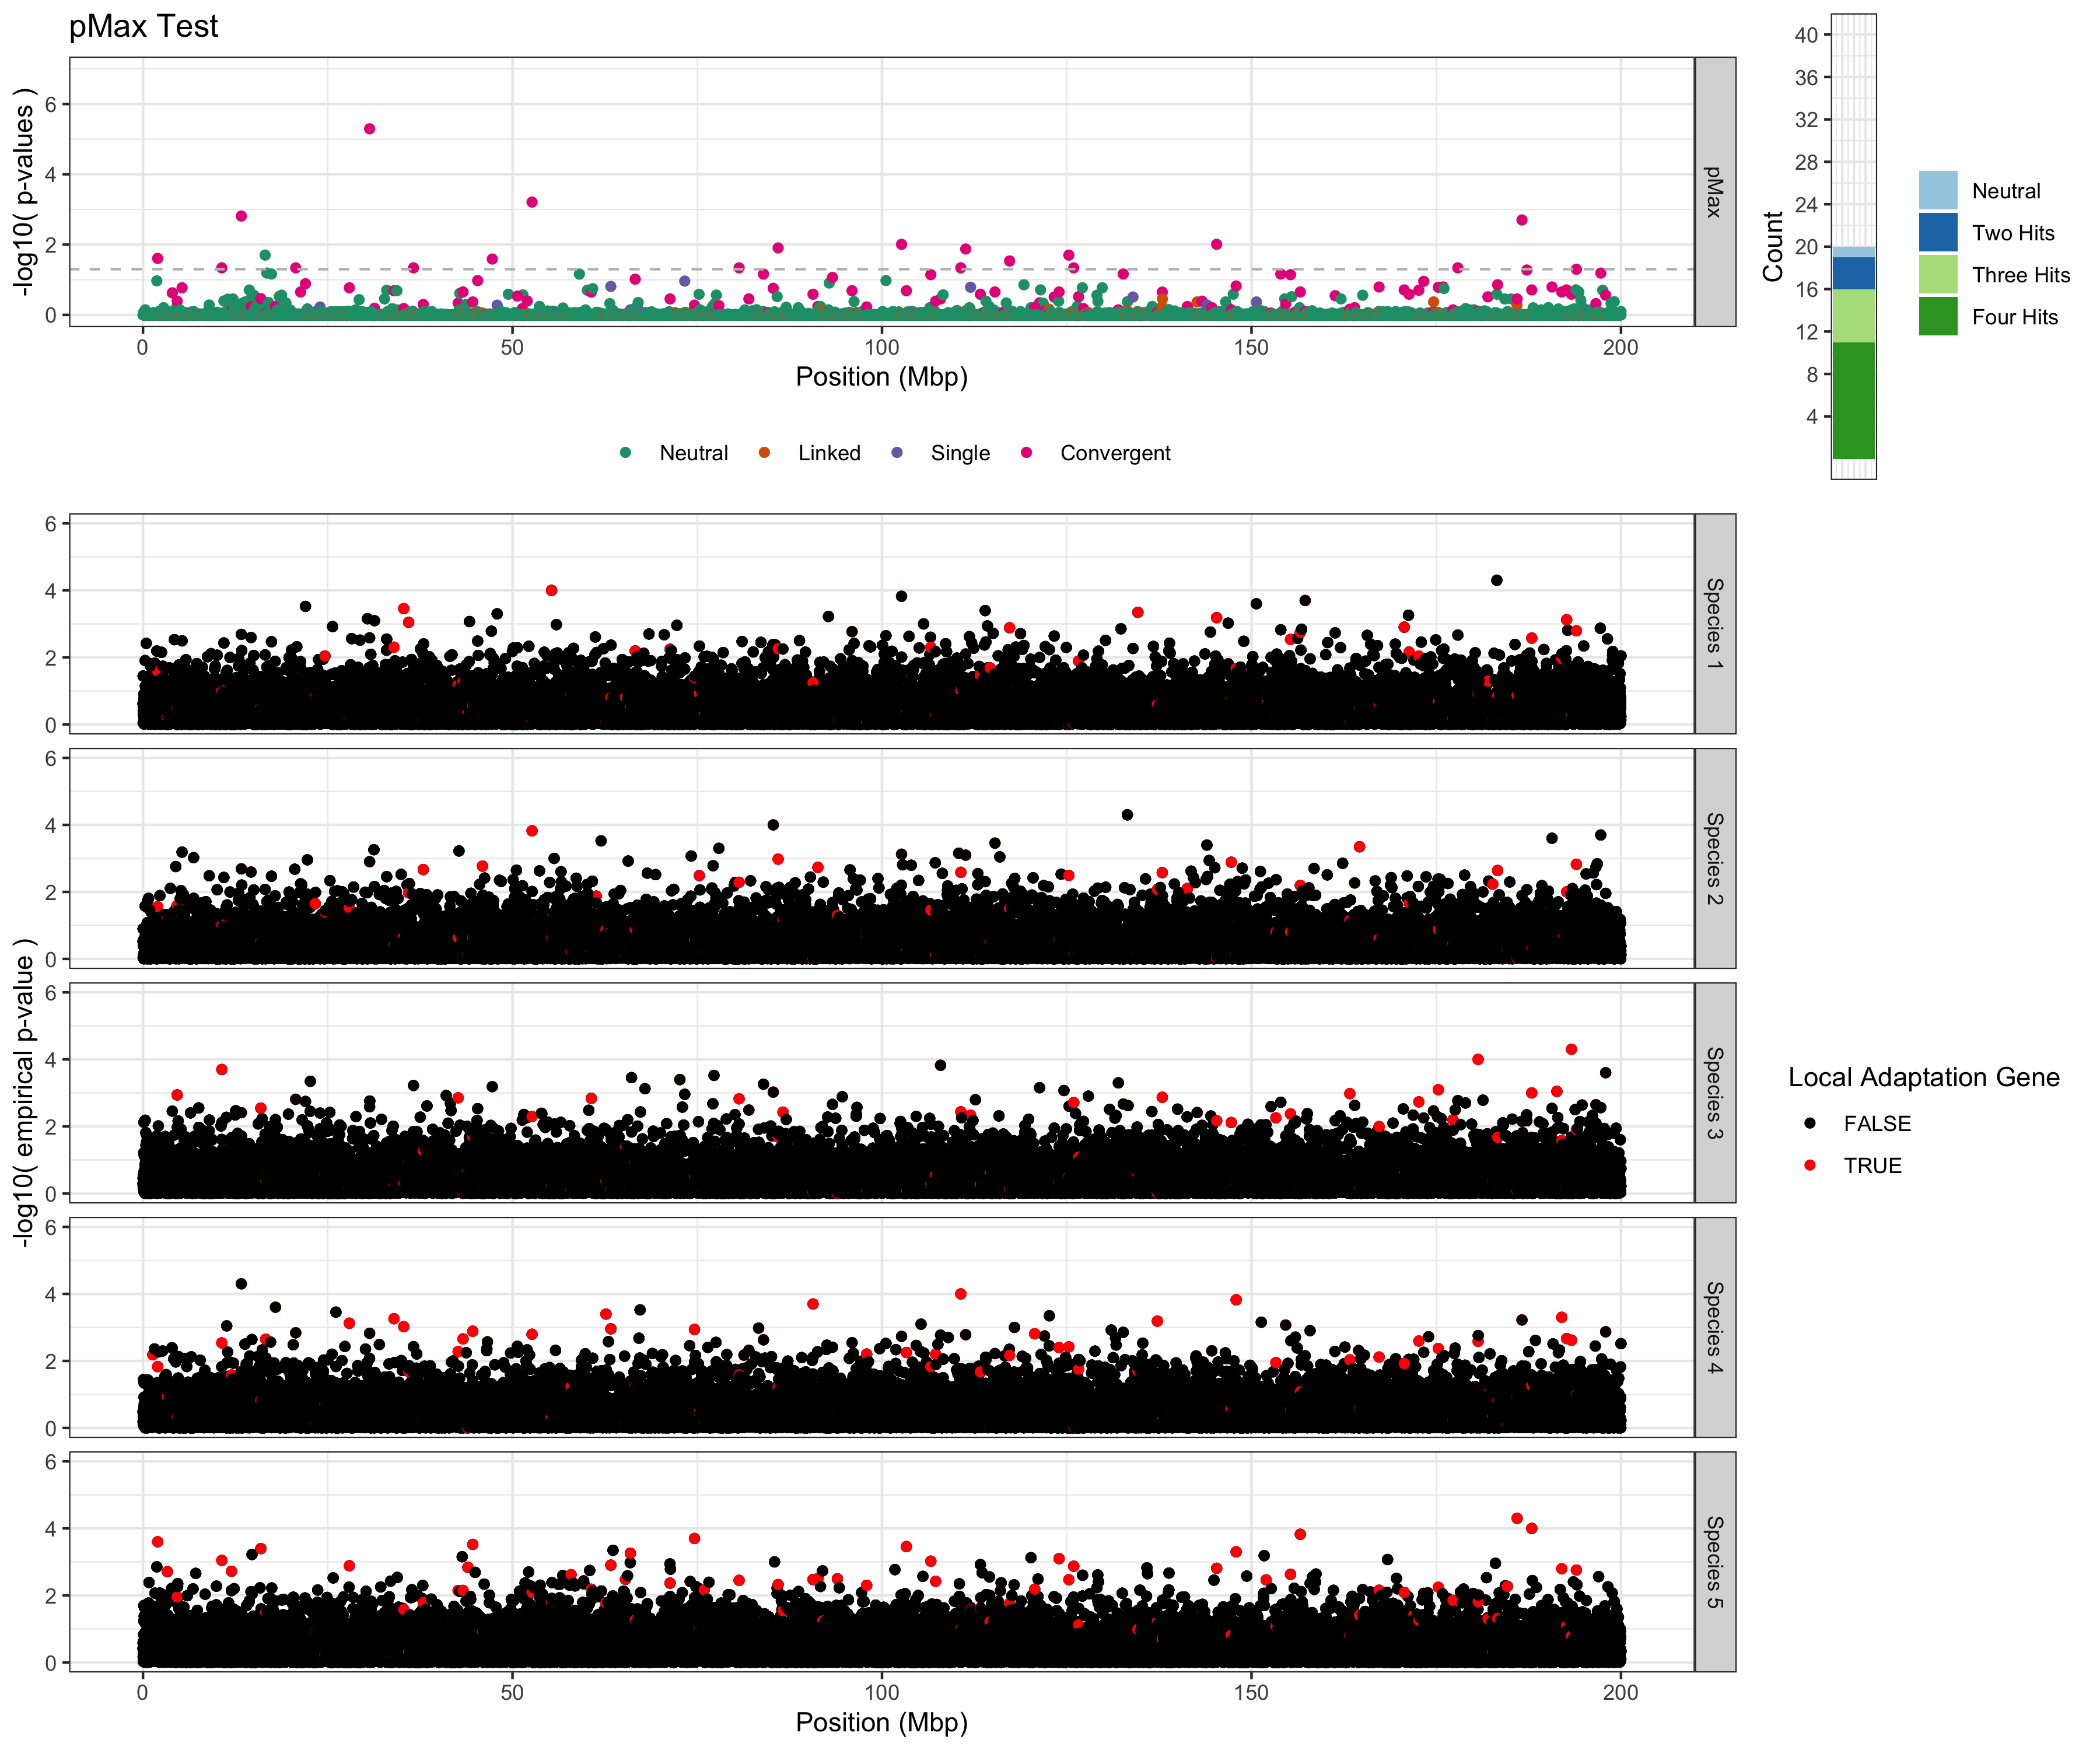 pMax Test
-log10( p-values )
6
4
2
0
pMax
0 50 100 150 200
Position (Mbp)
Neutral Linked Single Convergent
Count
40
36
32
28
24
20
16
12
8
4
Neutral
Two Hits
Three Hits
Four Hits
-log10( empirical p-value )
6
4
2
0
Species 1
6
4
2
0
Species 2
6
4
2
0
Species 3
6
4
2
0
Species 4
6
4
2
0
Species 5
0 50 100 150 200
Position (Mbp)
Local Adaptation Gene
FALSE
TRUE